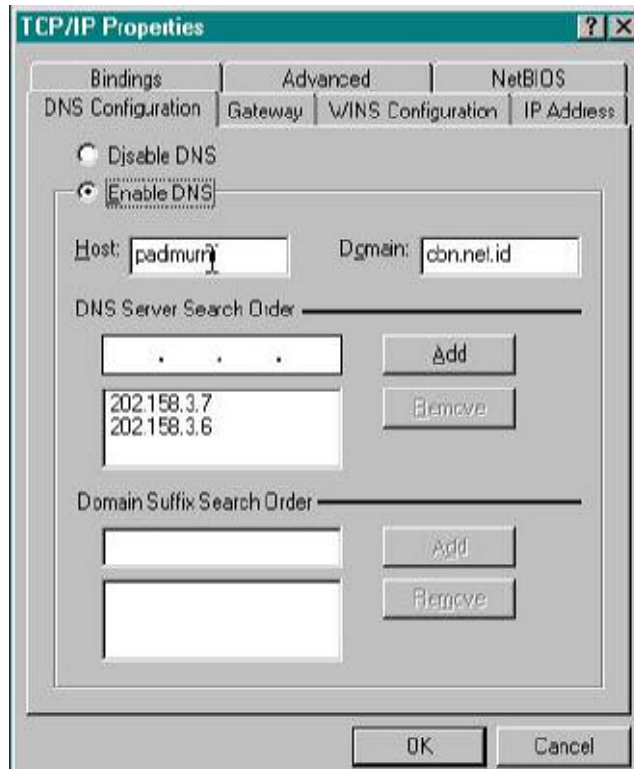 TCP/IP Properties
Bindings Advanced NetBIOS
DNS Configuration Gateway WINS Configuration IP Address
Disable DNS
Enable DNS
Host: Domain: cbn.net.id
DNS Server Search Order
Add
202.158.3.7
202.158.3.6
Remove
Domain Suffix Search Order
Add
Remove
OK Cancel